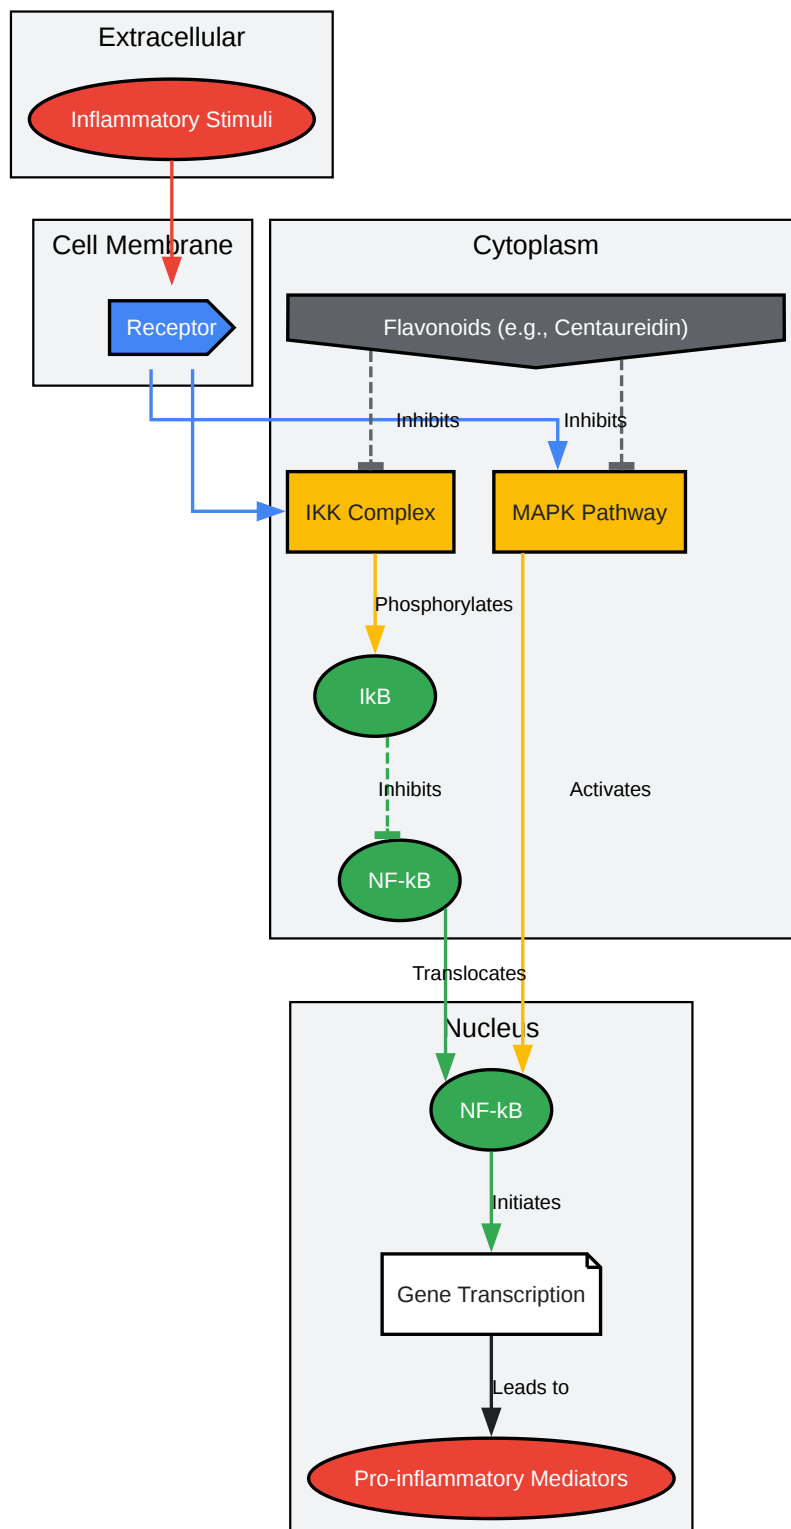 Extracellular
Inflammatory Stimuli
Cell Membrane
Receptor
Cytoplasm
Flavonoids (e.g., Centaureidin)
Inhibits
Inhibits
IKK Complex
MAPK Pathway
Phosphorylates
IkB
Inhibits
Activates
NF-kB
Translocates
Nucleus
NF-kB
Initiates
Gene Transcription
Leads to
Pro-inflammatory Mediators